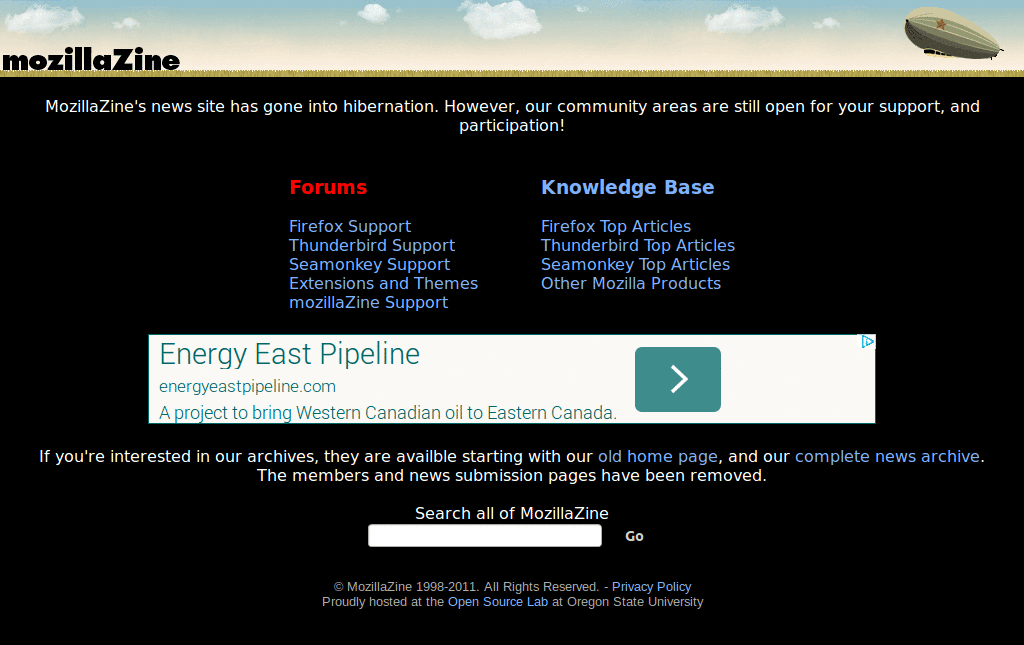 mozillaZine
MozillaZine's news site has gone into hibernation. However, our community areas are still open for your support, and
participation!
Forums
Firefox Support
Thunderbird Support
Seamonkey Support
Extensions and Themes
mozillaZine Support
Knowledge Base
Firefox Top Articles
Thunderbird Top Articles
Seamonkey Top Articles
Other Mozilla Products
Energy East Pipeline
energyeastpipeline.com
A project to bring Western Canadian oil to Eastern Canada.
If you're interested in our archives, they are availble starting with our old home page, and our complete news archive.
The members and news submission pages have been removed.
Search all of MozillaZine
Go
© MozillaZine 1998-2011. All Rights Reserved. - Privacy Policy
Proudly hosted at the Open Source Lab at Oregon State University